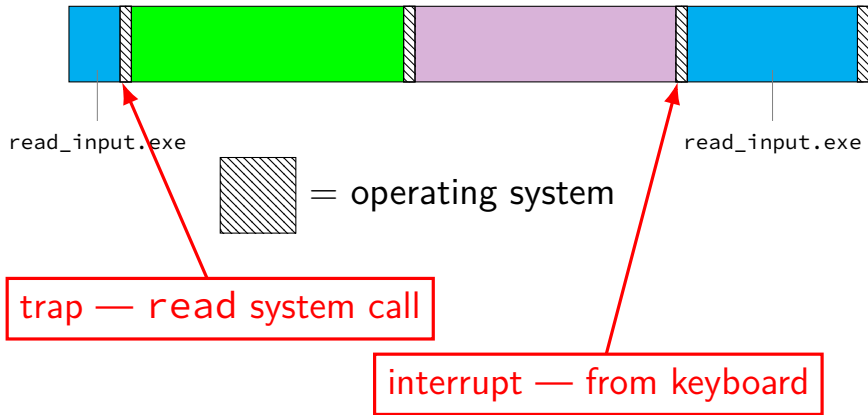 read_input.exe
read_input.exe
= operating system
trap — read system call
interrupt — from keyboard